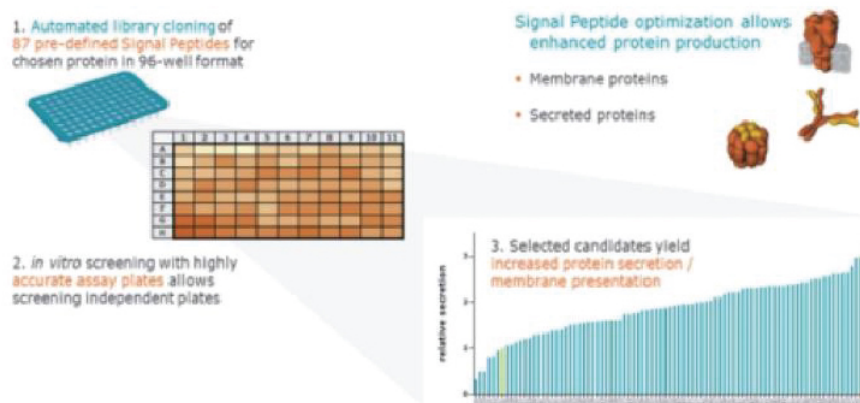 1. Automated library cloning of
87 pre-defined Signal Peptides for
chosen protein in 96-well format
Signal Peptide optimization allows
enhanced protein production
• Membrane proteins
• Secreted proteins
1 2 3 4 5 6 7 8 9 10 11
A
B
C
D
E
F
G
H
2. in vitro screening with highly
accurate assay plates allows
screening independent plates
3. Selected candidates yield
increased protein secretion /
membrane presentation
relative secretion